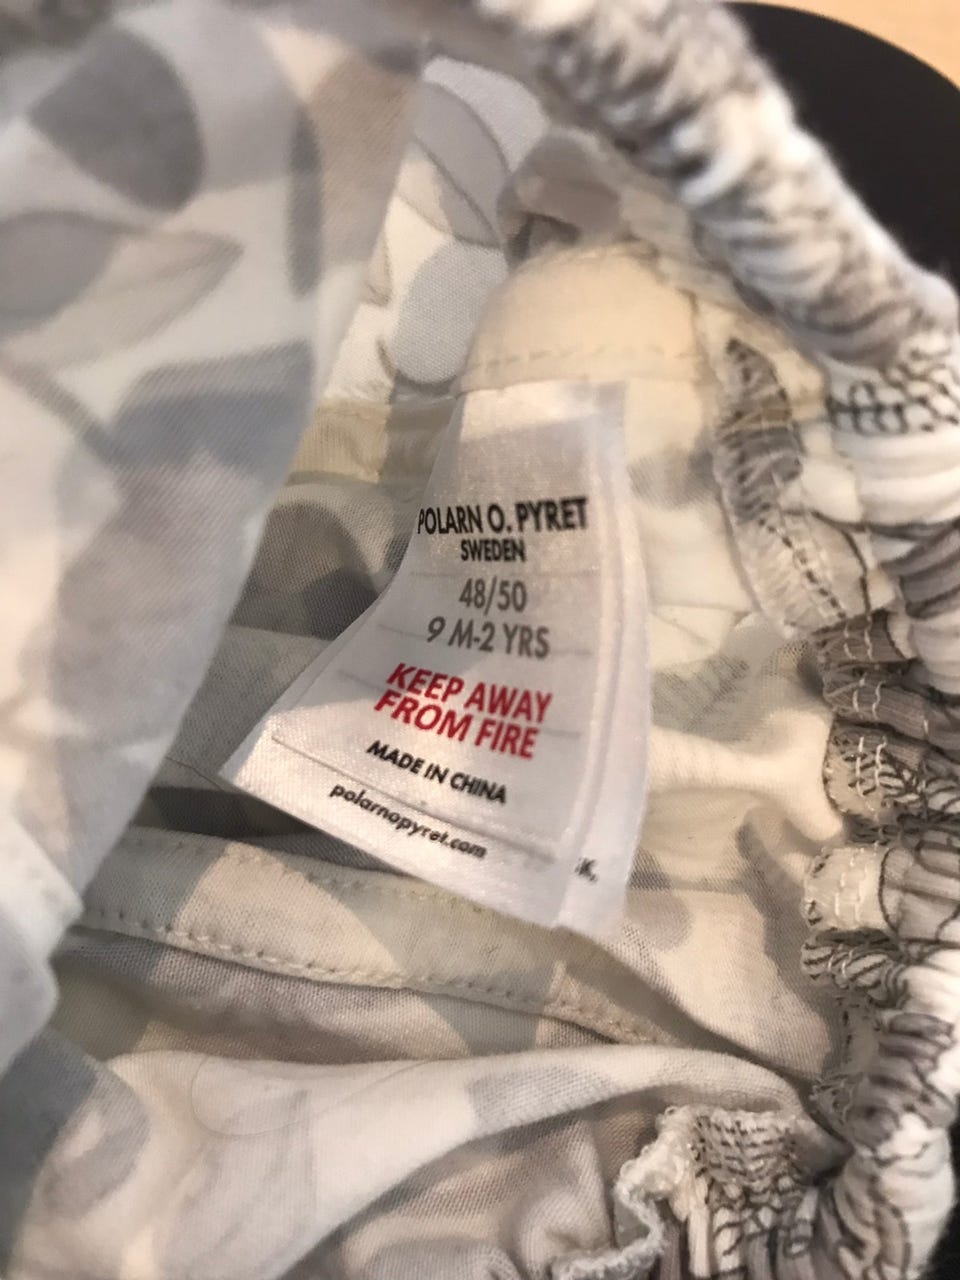 POLARN O. PYRET
SWEDEN
48/50
9 M-2 YRS
KEEP AWAY
FROM FIRE
MADE IN CHINA
polarnopyret.com